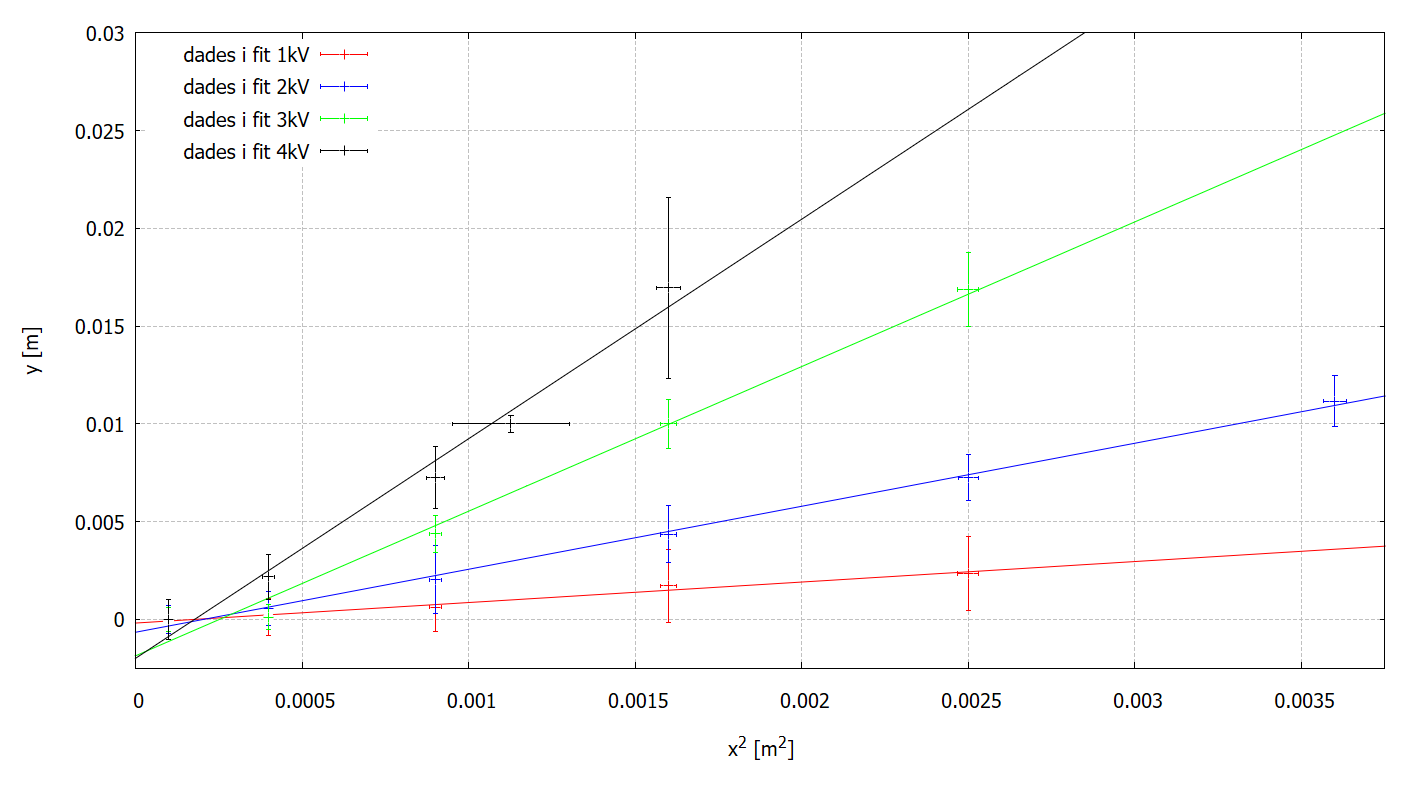 dades i fit 1kV
dades i fit 2kV
dades i fit 3kV
dades i fit 4kV
0.03
0.025
0.02
0.015
0.01
0.005
0
y [m]
0 0.0005 0.001 0.0015 0.002 0.0025 0.003 0.0035
x² [m²]